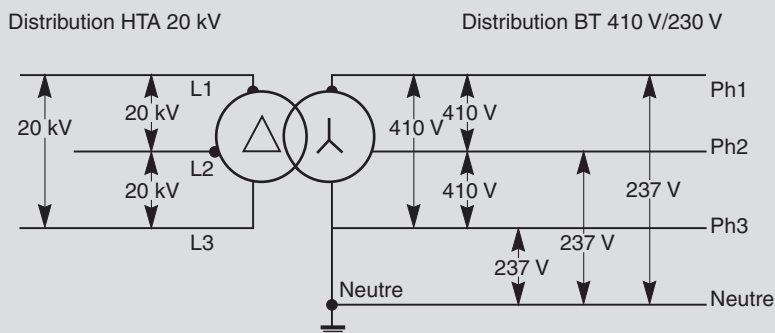 Distribution HTA 20 kV
Distribution BT 410 V/230 V
L1
Ph1
20 kV
20 kV
410 V
410 V
L2
Ph2
20 kV
410 V
237 V
L3
Ph3
237 V
237 V
Neutre
Neutre